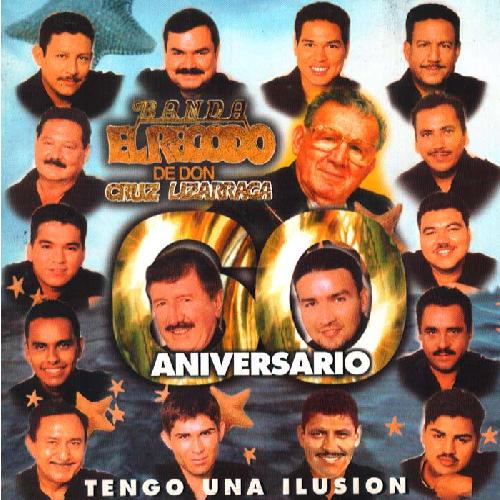 BANDA
EL RECODO
DE DON
CRUZ LIZARRAGA
60
ANIVERSARIO
TENGO UNA ILUSION